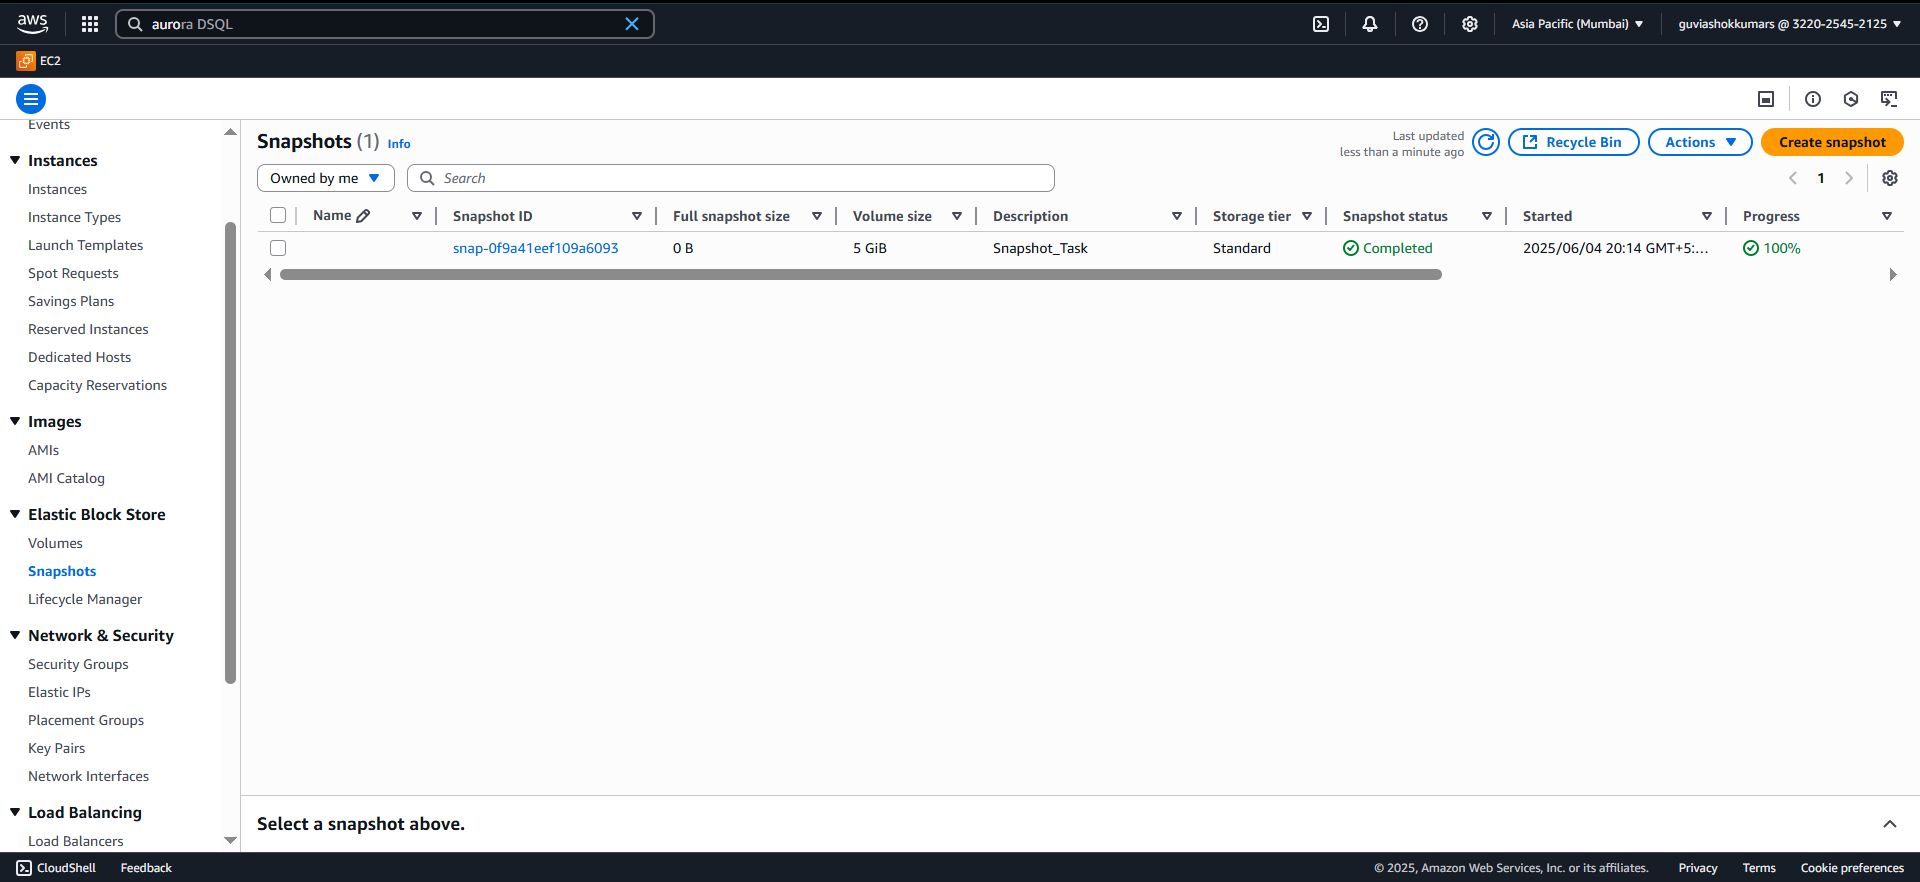 aws
aurora DSQL
Asia Pacific (Mumbai)
guviashokkumars @ 3220-2545-2125
EC2
Events
Instances
Instances
Instance Types
Launch Templates
Spot Requests
Savings Plans
Reserved Instances
Dedicated Hosts
Capacity Reservations
Images
AMIs
AMI Catalog
Elastic Block Store
Volumes
Snapshots
Lifecycle Manager
Network & Security
Security Groups
Elastic IPs
Placement Groups
Key Pairs
Network Interfaces
Load Balancing
Load Balancers
Snapshots (1) Info
Last updated
less than a minute ago
Recycle Bin
Actions
Create snapshot
Owned by me
Search
1
Name Snapshot ID Full snapshot size Volume size Description Storage tier Snapshot status Started Progress
snap-0f9a41eef109a6093 0 B 5 GiB Snapshot_Task Standard Completed 2025/06/04 20:14 GMT+5:... 100%
Select a snapshot above.
CloudShell Feedback © 2025, Amazon Web Services, Inc. or its affiliates. Privacy Terms Cookie preferences